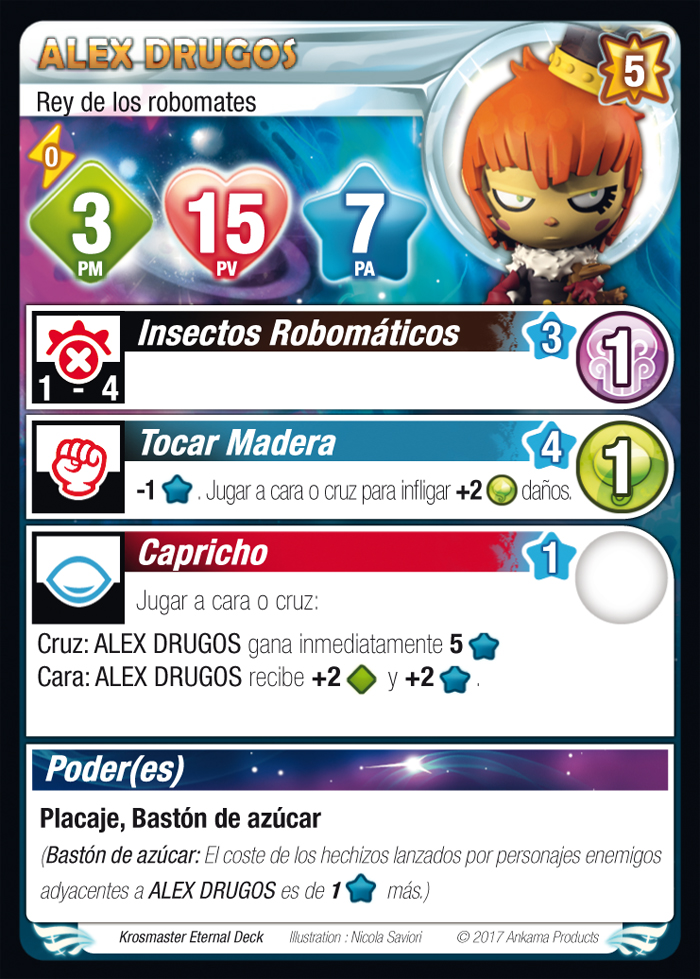 ALEX DRUGOS
5
Rey de los robomates
0
3
PM
15
PV
7
PA
Insectos Robomáticos
3
1
1 - 4
Tocar Madera
4
1
-1 . Jugar a cara o cruz para infligar +2 daños.
Capricho
1
Jugar a cara o cruz:
Cruz: ALEX DRUGOS gana inmediatamente 5
Cara: ALEX DRUGOS recibe +2 y +2 .
Poder(es)
Placaje, Bastón de azúcar
(Bastón de azúcar: El coste de los hechizos lanzados por personajes enemigos
adyacentes a ALEX DRUGOS es de 1 más.)
Krosmaster Eternal Deck Illustration : Nicola Saviori © 2017 Ankama Products